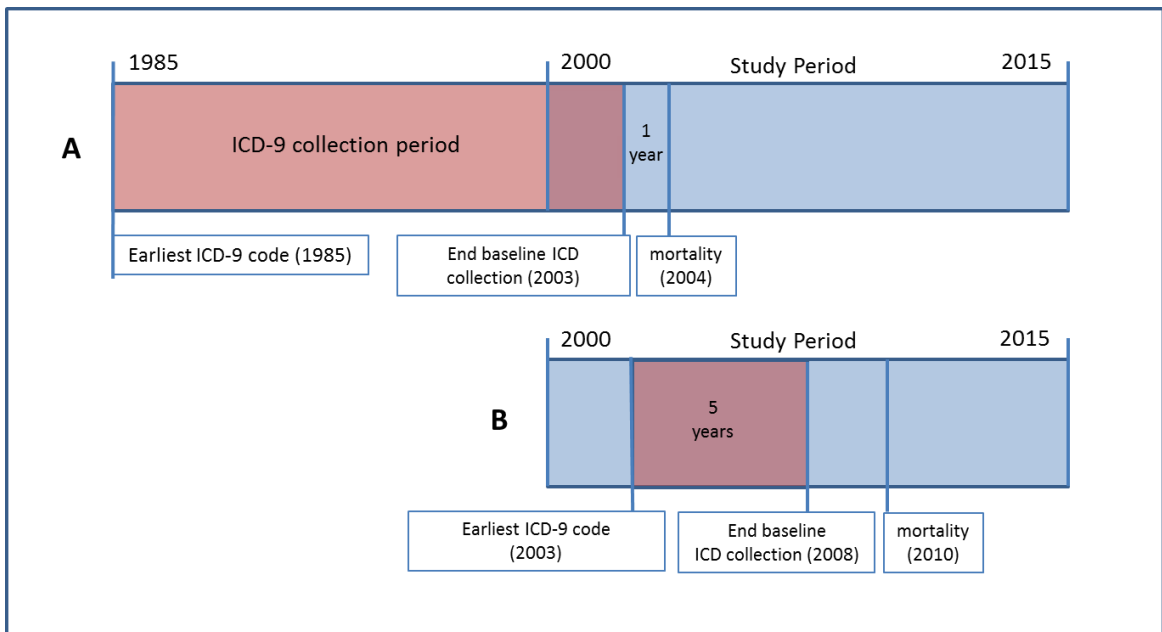 1985
2000
Study Period
2015
A
ICD-9 collection period
1
year
Earliest ICD-9 code (1985)
End baseline ICD
collection (2003)
mortality
(2004)
2000
Study Period
2015
B
5
years
Earliest ICD-9 code
(2003)
End baseline
ICD collection (2008)
mortality
(2010)